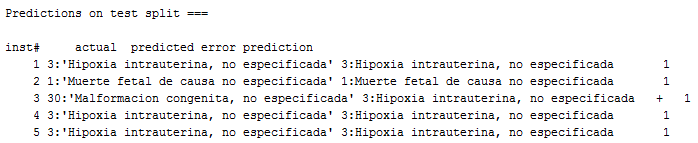 Predictions on test split ===
inst# actual predicted error prediction
1 3:'Hipoxia intrauterina, no especificada' 3:Hipoxia intrauterina, no especificada 1
2 1:'Muerte fetal de causa no especificada' 1:Muerte fetal de causa no especificada 1
3 30:'Malformacion congenita, no especificada' 3:Hipoxia intrauterina, no especificada + 1
4 3:'Hipoxia intrauterina, no especificada' 3:Hipoxia intrauterina, no especificada 1
5 3:'Hipoxia intrauterina, no especificada' 3:Hipoxia intrauterina, no especificada 1